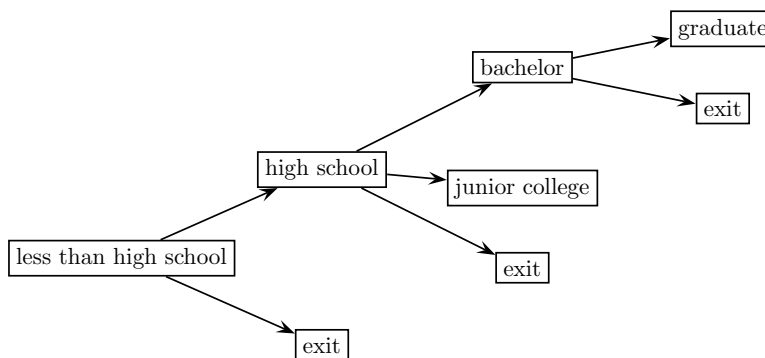 graduate
bachelor
exit
high school
junior college
less than high school
exit
exit